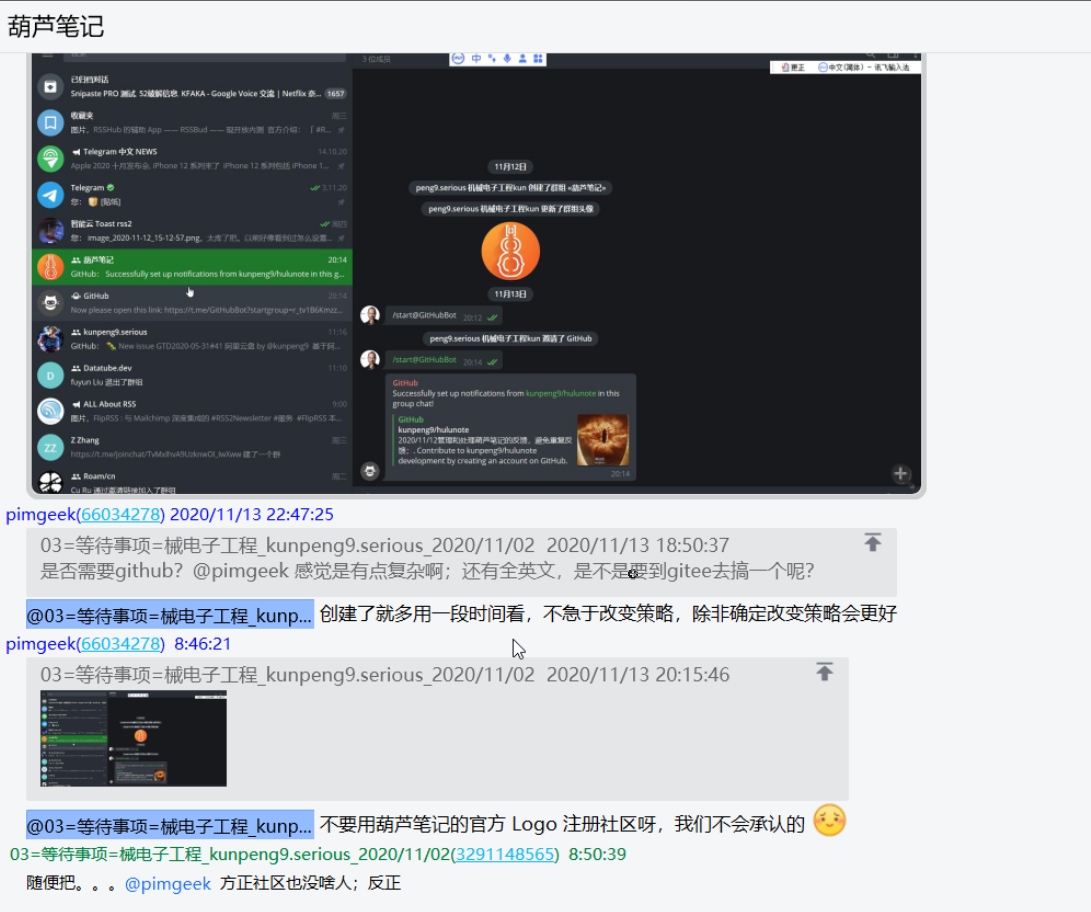 葫芦笔记
3 位成员
更正
中文(简体) - 讯飞输入法
已归档对话
Snipaste PRO 测试, 52破解信息, KFAKA - Google Voice 交流 | Netflix 奈... 1657
收藏夹 周三
图片，RSSHub 的辅助 App —— RSSBud —— 现开放内测 官方介绍：「 #R...
Telegram 中文 NEWS 14.10.20
Apple 2020 十月发布会, iPhone 12 系列来了 iPhone 12 系列包括 iPhone 1...
Telegram 3.11.20
您： [贴纸]
智能云 Toast rss2 周四
您： image_2020-11-12_15-12-57.png,
葫芦笔记 20:14
GitHub: Successfully set up notifications from kunpeng9/hulunote in this g...
GitHub 20:14
Now please open this link: https://t.me/GitHubBot?startgroup=r_tv1B6Kmzz...
kunpeng9.serious 11:16
GitHub: New issue GTD2020-05-31#41 阿里云盘 by @kunpeng9 基于阿...
Datatube.dev 11:10
fuyun Liu 退出了群组
ALL About RSS 9:00
图片，FlipRSS : 与 Mailchimp 深度集成的 #RSS2Newsletter #服务 #FlipRSS 本...
Z Zhang 周三
https://t.me/joinchat/TvMxlhvA9UzknwOI_IwXww 建了一个群
Roam/cn 周二
Cu Ru 通过邀请链接加入了群组
11月12日
peng9.serious 机械电子工程kun 创建了群组 «葫芦笔记»
peng9.serious 机械电子工程kun 更新了群组头像
11月13日
/start@GitHubBot 20:12
peng9.serious 机械电子工程kun 邀请了 GitHub
/start@GitHubBot 20:14
GitHub
Successfully set up notifications from kunpeng9/hulunote in this
group chat!
GitHub
kunpeng9/hulunote
2020/11/12管理和处理葫芦笔记的反馈，避免重复反
馈；. Contribute to kunpeng9/hulunote
development by creating an account on GitHub.
20:14
pimgeek(66034278) 2020/11/13 22:47:25
03=等待事项=械电子工程_kunpeng9.serious_2020/11/02 2020/11/13 18:50:37
是否需要github？@pimgeek 感觉是有点复杂啊；还有全英文，是不是要到gitee去搞一个呢？
@03=等待事项=械电子工程_kunp... 创建了就多用一段时间看，不急于改变策略，除非确定改变策略会更好
pimgeek(66034278) 8:46:21
03=等待事项=械电子工程_kunpeng9.serious_2020/11/02 2020/11/13 20:15:46
@03=等待事项=械电子工程_kunp... 不要用葫芦笔记的官方 Logo 注册社区呀，我们不会承认的
03=等待事项=械电子工程_kunpeng9.serious_2020/11/02(3291148565) 8:50:39
随便把。。。@pimgeek 方正社区也没啥人；反正